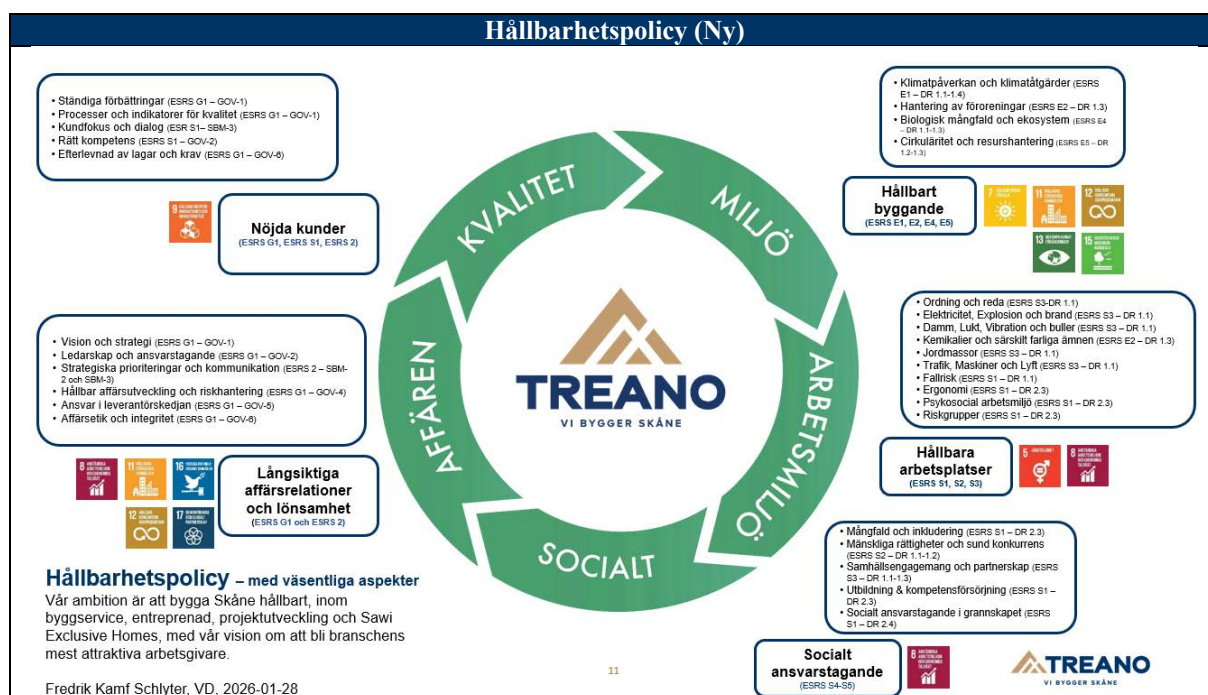 Hållbarhetspolicy (Ny)
• Ständiga förbättringar (ESRS G1 – GOV-1)
• Processer och indikatorer för kvalitet (ESRS G1 – GOV-1)
• Kundfokus och dialog (ESR S1– SBM-3)
• Rätt kompetens (ESRS S1 – GOV-2)
• Efterlevnad av lagar och krav (ESRS G1 – GOV-6)
9
Nöjda kunder
(ESRS G1, ESRS S1, ESRS 2)
• Vision och strategi (ESRS G1 – GOV-1)
• Ledarskap och ansvarstagande (ESRS G1 – GOV-2)
• Strategiska prioriteringar och kommunikation (ESRS 2 – SBM-
2 och SBM-3)
• Hållbar affärsutveckling och riskhantering (ESRS G1 – GOV-4)
• Ansvar i leverantörskedjan (ESRS G1 – GOV-5)
• Affärsetik och integritet (ESRS G1 – GOV-6)
8
11
16
12
17
Långsiktiga
affärsrelationer
och lönsamhet
(ESRS G1 och ESRS 2)
Hållbarhetspolicy – med väsentliga aspekter
Vår ambition är att bygga Skåne hållbart, inom
byggservice, entreprenad, projektutveckling och Sawi
Exclusive Homes, med vår vision om att bli branschens
mest attraktiva arbetsgivare.
Fredrik Kamf Schlyter, VD, 2026-01-28
KVALITET
MILJÖ
ARBETSMILJÖ
SOCIALT
AFFÄREN
TREANO
VI BYGGER SKÅNE
• Klimatpåverkan och klimatåtgärder (ESRS
E1 – DR 1.1-1.4)
• Hantering av föroreningar (ESRS E2 – DR 1.3)
• Biologisk mångfald och ekosystem (ESRS E4
– DR 1.1-1.3)
• Cirkuläritet och resurshantering (ESRS E5 – DR
1.2-1.3)
Hållbart
byggande
(ESRS E1, E2, E4, E5)
7
11
12
13
15
• Ordning och reda (ESRS S3-DR 1.1)
• Elektricitet, Explosion och brand (ESRS S3 – DR 1.1)
• Damm, Lukt, Vibration och buller (ESRS S3 – DR 1.1)
• Kemikalier och särskilt farliga ämnen (ESRS E2 – DR 1.3)
• Jordmassor (ESRS S3 – DR 1.1)
• Trafik, Maskiner och Lyft (ESRS S3 – DR 1.1)
• Fallrisk (ESRS S1 – DR 1.1)
• Ergonomi (ESRS S1 – DR 2.3)
• Psykosocial arbetsmiljö (ESRS S1 – DR 2.3)
• Riskgrupper (ESRS S1 – DR 2.3)
Hållbara
arbetsplatser
(ESRS S1, S2, S3)
5
8
• Mångfald och inkludering (ESRS S1 – DR 2.3)
• Mänskliga rättigheter och sund konkurrens
(ESRS S2 – DR 1.1-1.2)
• Samhällsengagemang och partnerskap (ESRS
S3 – DR 1.1-1.3)
• Utbildning & kompetensförsörjning (ESRS S1 –
DR 2.3)
• Socialt ansvarstagande i grannskapet (ESRS
S1 – DR 2.4)
Socialt
ansvarstagande
(ESRS S4-S5)
8
11
TREANO
VI BYGGER SKÅNE